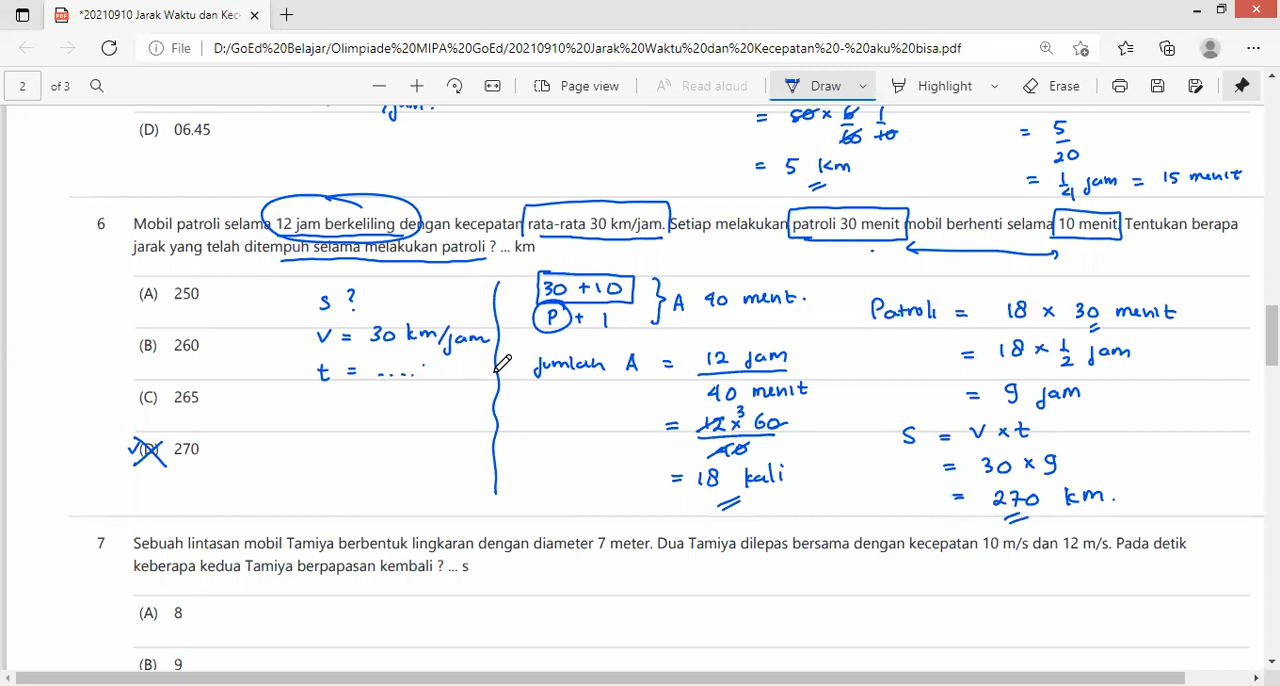 *20210910 Jarak Waktu dan Kec
File D:/GoEd%20Belajar/Olimpiade%20MIPA%20GoEd/20210910%20Jarak%20Waktu%20dan%20Kecepatan%20-%20aku%20bisa.pdf
2 of 3 Page view Read aloud Draw Highlight Erase
/jam.
(D) 06.45
= 50 × 6/60 1/10
= 5 km
= 5/20
= 1/4 jam = 15 menit
6 Mobil patroli selama 12 jam berkeliling dengan kecepatan rata-rata 30 km/jam. Setiap melakukan patroli 30 menit mobil berhenti selama 10 menit. Tentukan berapa
jarak yang telah ditempuh selama melakukan patroli ? ... km
(A) 250
(B) 260
(C) 265
(D) 270
S ?
V = 30 km/jam
t = .....
30 + 10
P + 1
} A 40 menit.
Jumlah A = 12 jam
40 menit
= 12 × 3 60
40
= 18 kali
Patroli = 18 × 30 menit
= 18 × 1/2 jam
= 9 jam
S = V × t
= 30 × 9
= 270 km.
7 Sebuah lintasan mobil Tamiya berbentuk lingkaran dengan diameter 7 meter. Dua Tamiya dilepas bersama dengan kecepatan 10 m/s dan 12 m/s. Pada detik
keberapa kedua Tamiya berpapasan kembali ? ... s
(A) 8
(B) 9